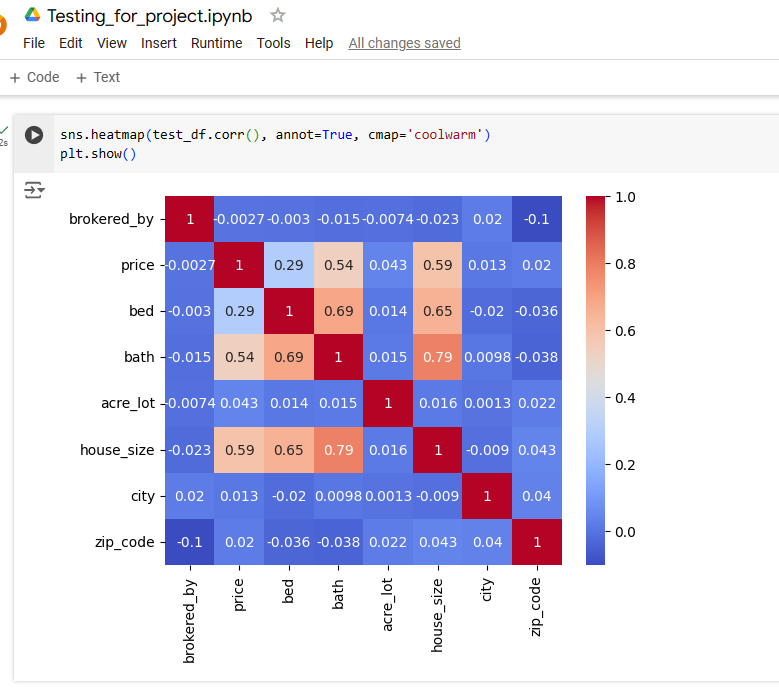 Testing_for_project.ipynb
File Edit View Insert Runtime Tools Help All changes saved
+ Code + Text
2s
sns.heatmap(test_df.corr(), annot=True, cmap='coolwarm')
plt.show()
brokered_by 1 -0.0027 -0.003 -0.015 -0.0074 -0.023 0.02 -0.1
price -0.0027 1 0.29 0.54 0.043 0.59 0.013 0.02
bed -0.003 0.29 1 0.69 0.014 0.65 -0.02 -0.036
bath -0.015 0.54 0.69 1 0.015 0.79 0.0098 -0.038
acre_lot -0.0074 0.043 0.014 0.015 1 0.016 0.0013 0.022
house_size -0.023 0.59 0.65 0.79 0.016 1 -0.009 0.043
city 0.02 0.013 -0.02 0.0098 0.0013 -0.009 1 0.04
zip_code -0.1 0.02 -0.036 -0.038 0.022 0.043 0.04 1
brokered_by price bed bath acre_lot house_size city zip_code
1.0
0.8
0.6
0.4
0.2
0.0